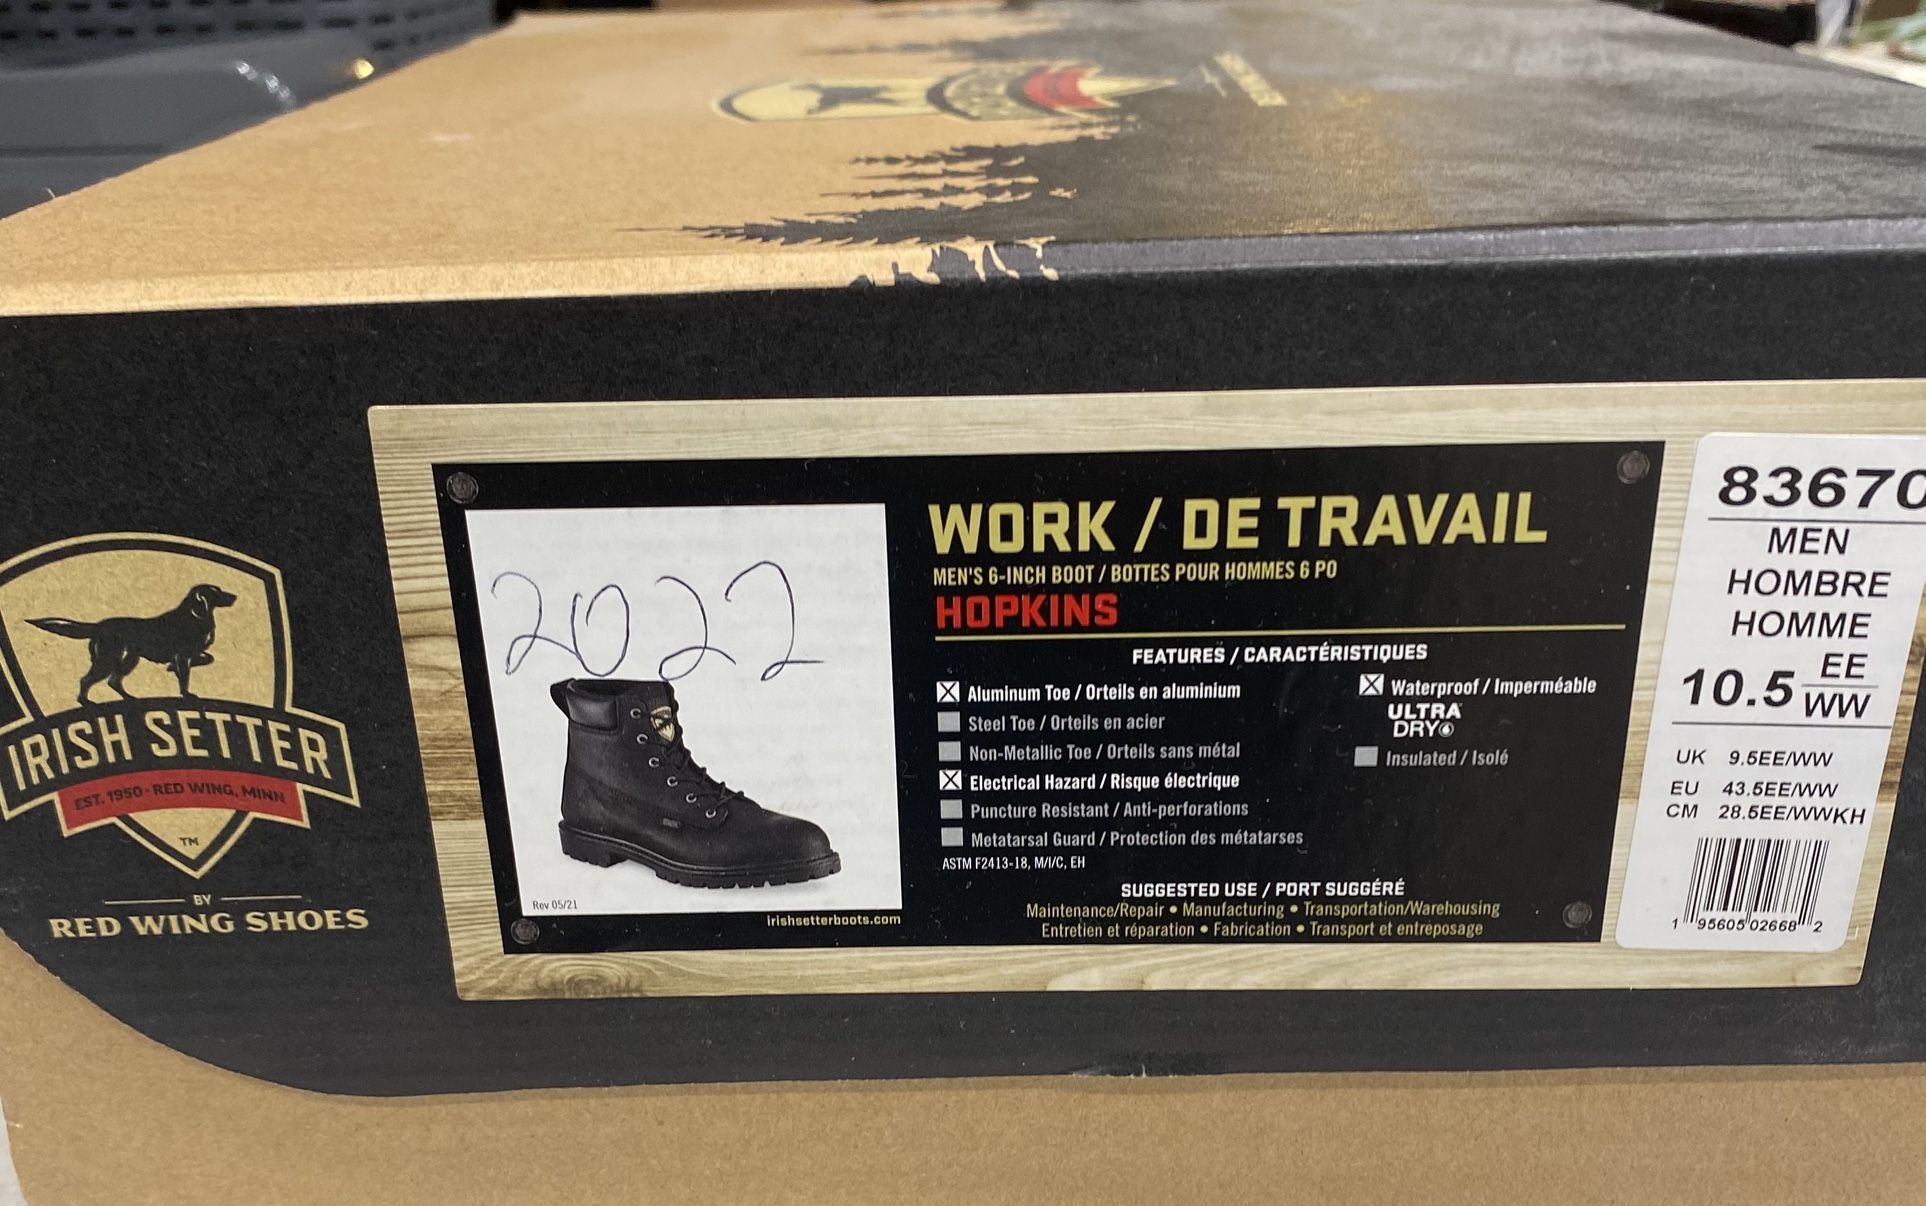 IRISH SETTER
EST. 1950 · RED WING, MINN
TM
BY
RED WING SHOES
2022
Rev 05/21
irishsetterboots.com
WORK / DE TRAVAIL
MEN'S 6-INCH BOOT / BOTTES POUR HOMMES 6 PO
HOPKINS
FEATURES / CARACTÉRISTIQUES
Aluminum Toe / Orteils en aluminium
Steel Toe / Orteils en acier
Non-Metallic Toe / Orteils sans métal
Electrical Hazard / Risque électrique
Puncture Resistant / Anti-perforations
Metatarsal Guard / Protection des métatarses
ASTM F2413-18, M/I/C, EH
Waterproof / Imperméable
ULTRA
DRY
Insulated / Isolé
SUGGESTED USE / PORT SUGGÉRÉ
Maintenance/Repair • Manufacturing • Transportation/Warehousing
Entretien et réparation • Fabrication • Transport et entreposage
83670
MEN
HOMBRE
HOMME
10.5 EE/WW
UK 9.5EE/WW
EU 43.5EE/WW
CM 28.5EE/WWKH
1 95605 02668 2